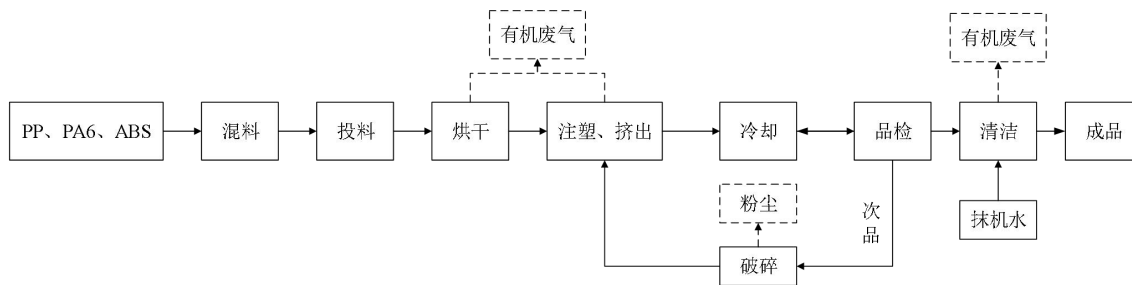 有机废气
有机废气
PP、PA6、ABS
混料
投料
烘干
注塑、挤出
冷却
品检
清洁
成品
粉尘
次
品
抹机水
破碎